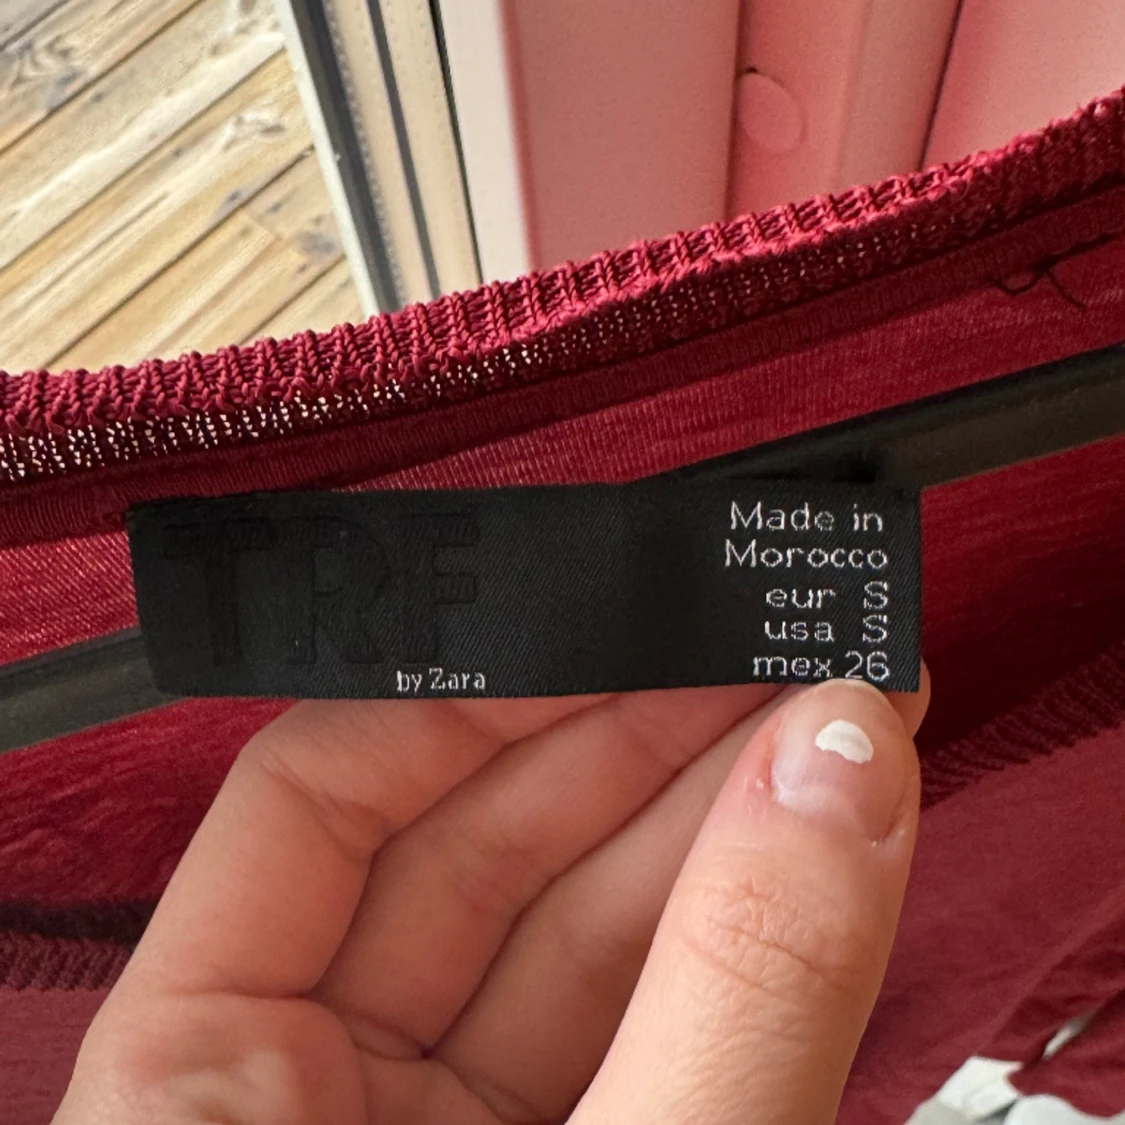 TRF
by Zara
Made in
Morocco
eur S
usa S
mex 26